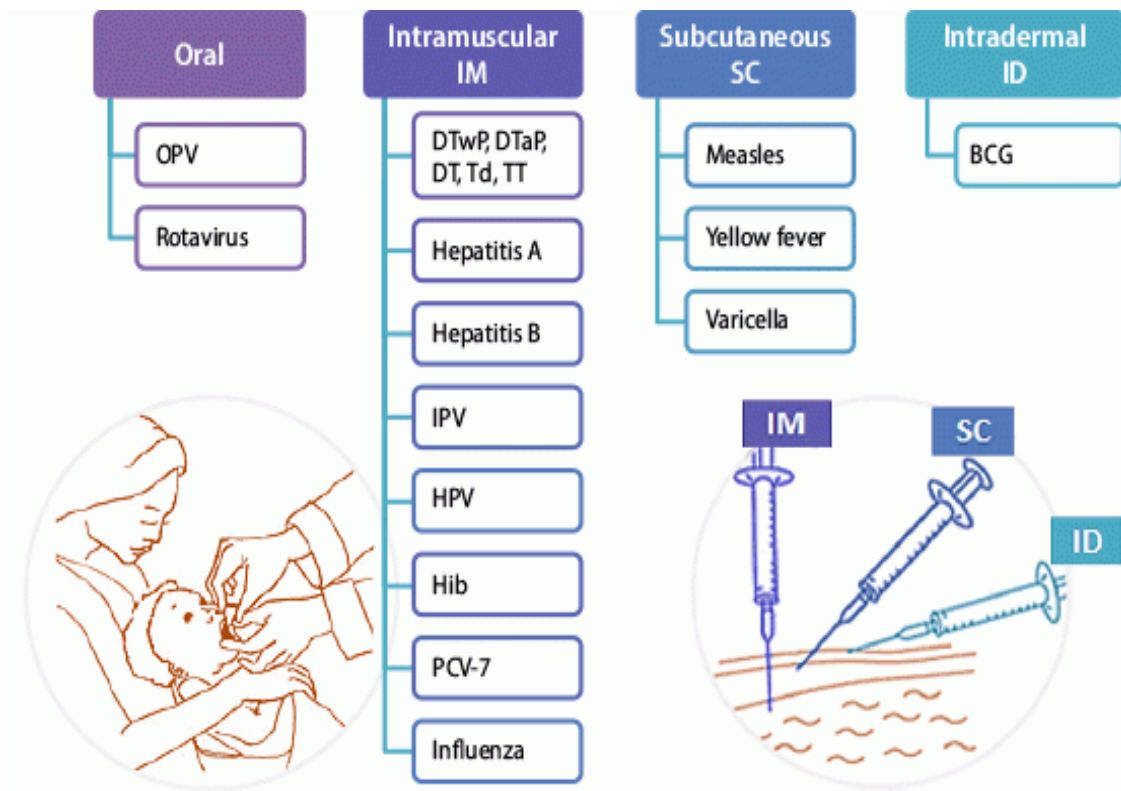 Oral
OPV
Rotavirus
Intramuscular
IM
DTwP, DTaP,
DT, Td, TT
Hepatitis A
Hepatitis B
IPV
HPV
Hib
PCV-7
Influenza
Subcutaneous
SC
Measles
Yellow fever
Varicella
Intradermal
ID
BCG
IM
SC
ID